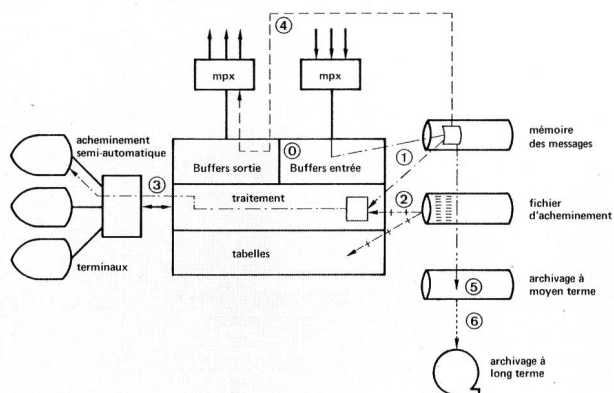 ④
mpx
mpx
acheminement
semi-automatique
⓪
Buffers sortie
Buffers entrée
mémoire
des messages
①
③
traitement
②
fichier
d'acheminement
tabelles
terminaux
⑤
archivage à
moyen terme
⑥
archivage à
long terme